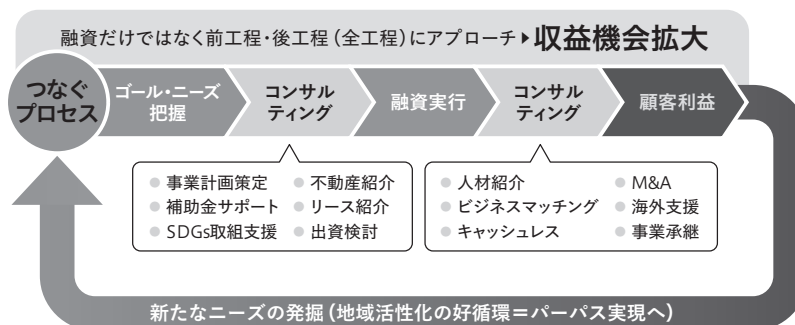 融資だけではなく前工程・後工程（全工程）にアプローチ▶収益機会拡大
つなぐ
プロセス
ゴール・ニーズ
把握
コンサル
ティング
融資実行
コンサル
ティング
顧客利益
● 事業計画策定
● 補助金サポート
● SDGs取組支援
● 不動産紹介
● リース紹介
● 出資検討
● 人材紹介
● ビジネスマッチング
● キャッシュレス
● M&A
● 海外支援
● 事業承継
新たなニーズの発掘（地域活性化の好循環＝パーパス実現へ）